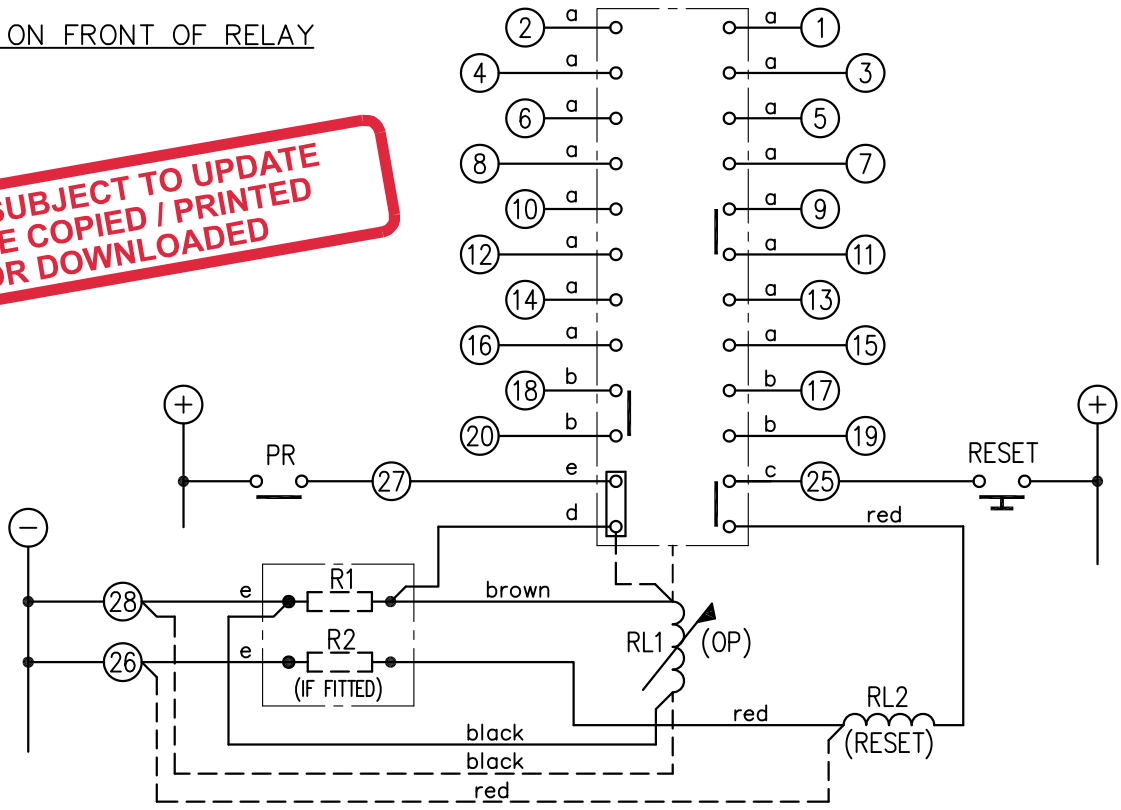 ON FRONT OF RELAY
SUBJECT TO UPDATE
E COPIED / PRINTED
OR DOWNLOADED
2 a a 1
4 a a 3
6 a a 5
8 a a 7
10 a a 9
12 a a 11
14 a a 13
16 a a 15
18 b b 17
20 b b 19
+ PR 27 e c 25 RESET +
d red
−
28 e R1 brown
26 e R2 RL1 (OP)
(IF FITTED)
red RL2
(RESET)
black
black
red